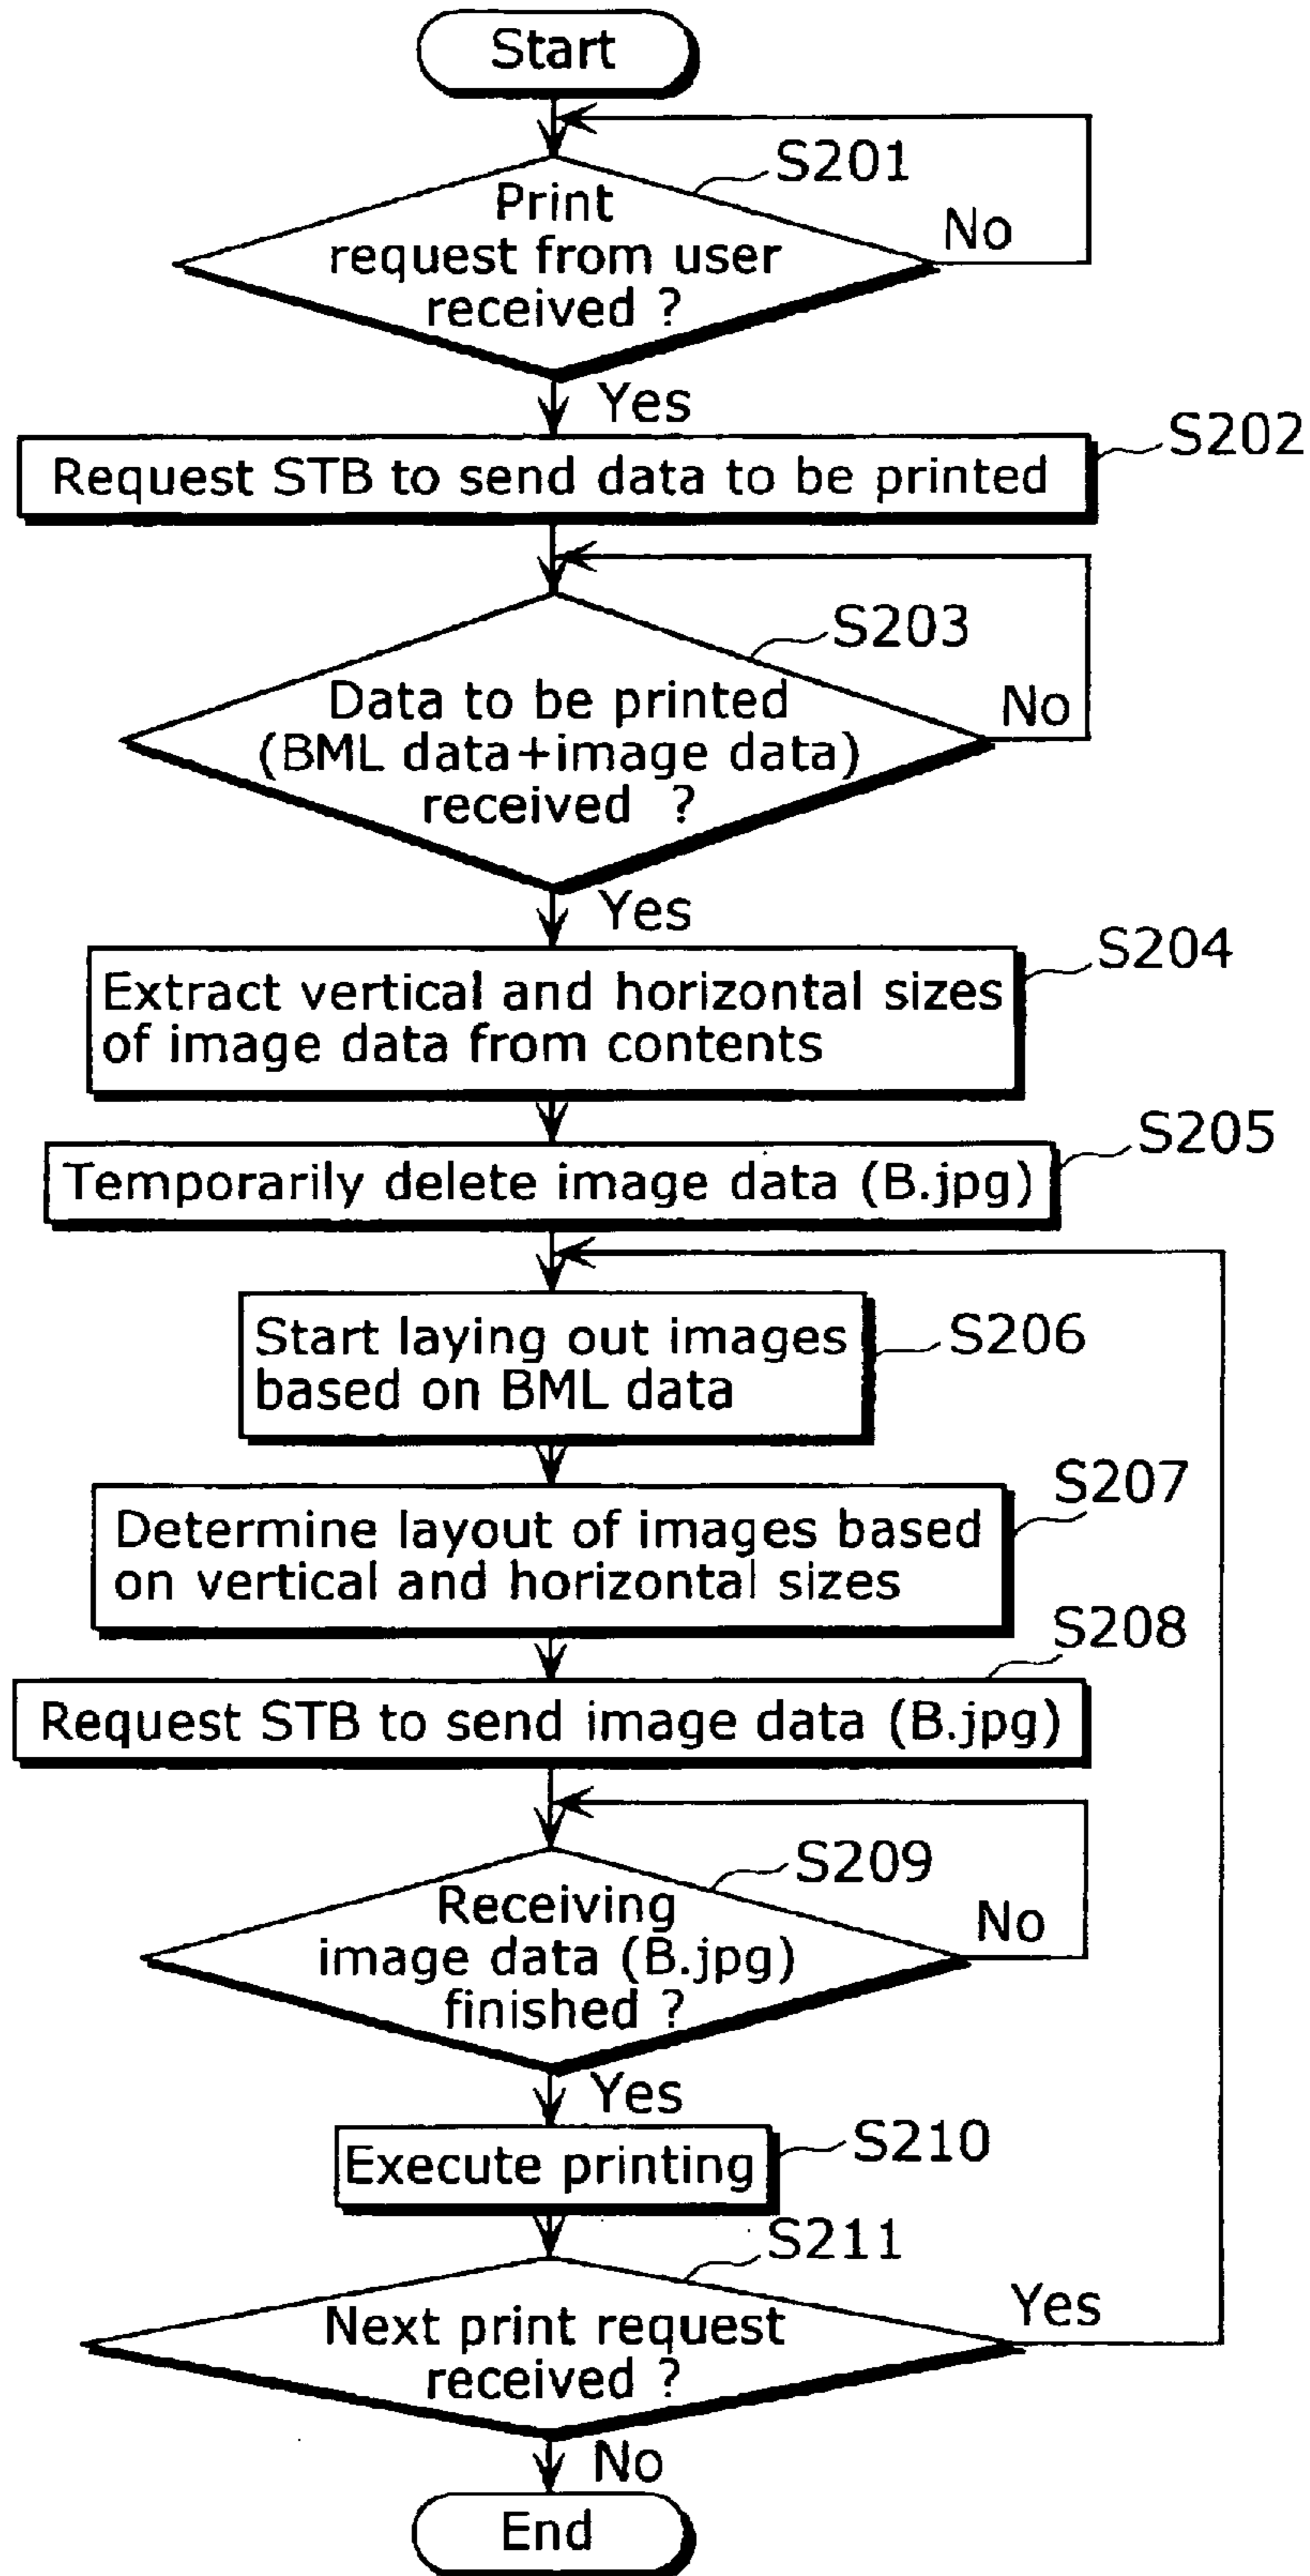 Start
S201
Print
request from user
received ?
No
Yes
S202
Request STB to send data to be printed
S203
Data to be printed
(BML data+image data)
received ?
No
Yes
S204
Extract vertical and horizontal sizes
of image data from contents
S205
Temporarily delete image data (B.jpg)
S206
Start laying out images
based on BML data
S207
Determine layout of images based
on vertical and horizontal sizes
S208
Request STB to send image data (B.jpg)
S209
Receiving
image data (B.jpg)
finished ?
No
Yes
S210
Execute printing
S211
Next print request
received ?
Yes
No
End